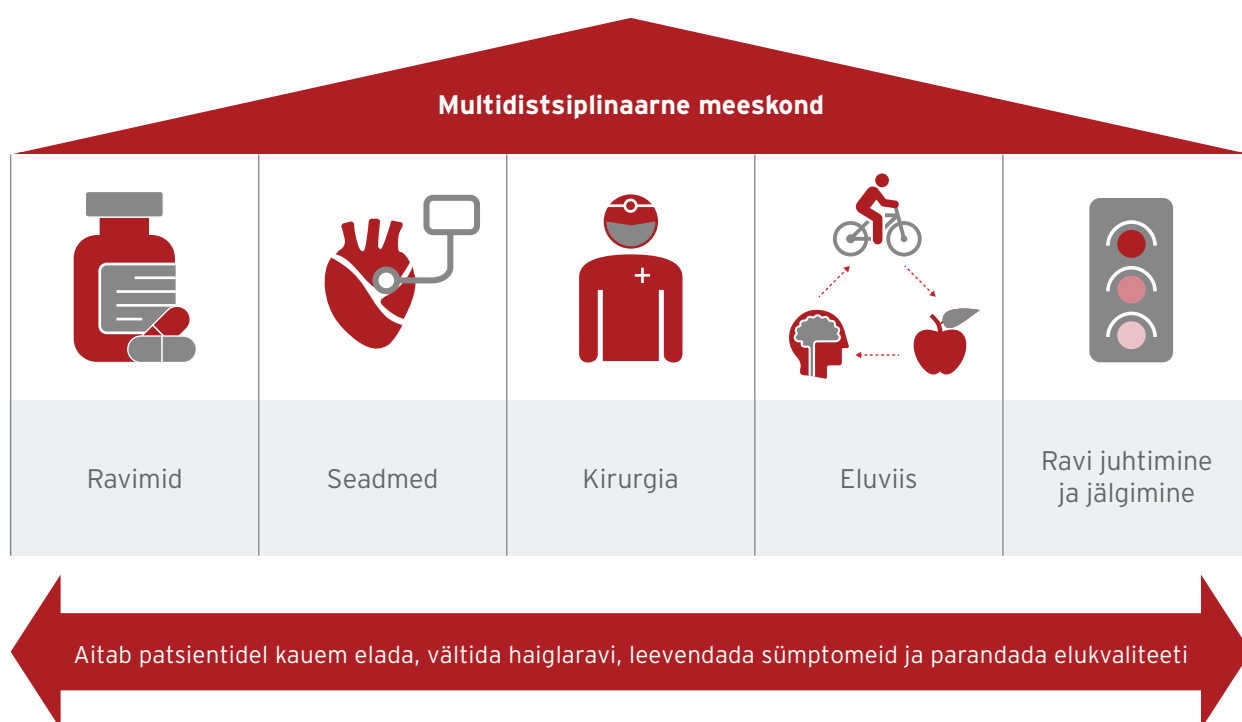 Multidistsiplinaarne meeskond
Ravimid
Seadmed
Kirurgia
Eluviis
Ravi juhtimine
ja jälgimine
Aitab patsientidel kauem elada, vältida haiglaravi, leevendada sümptomeid ja parandada elukvaliteeti